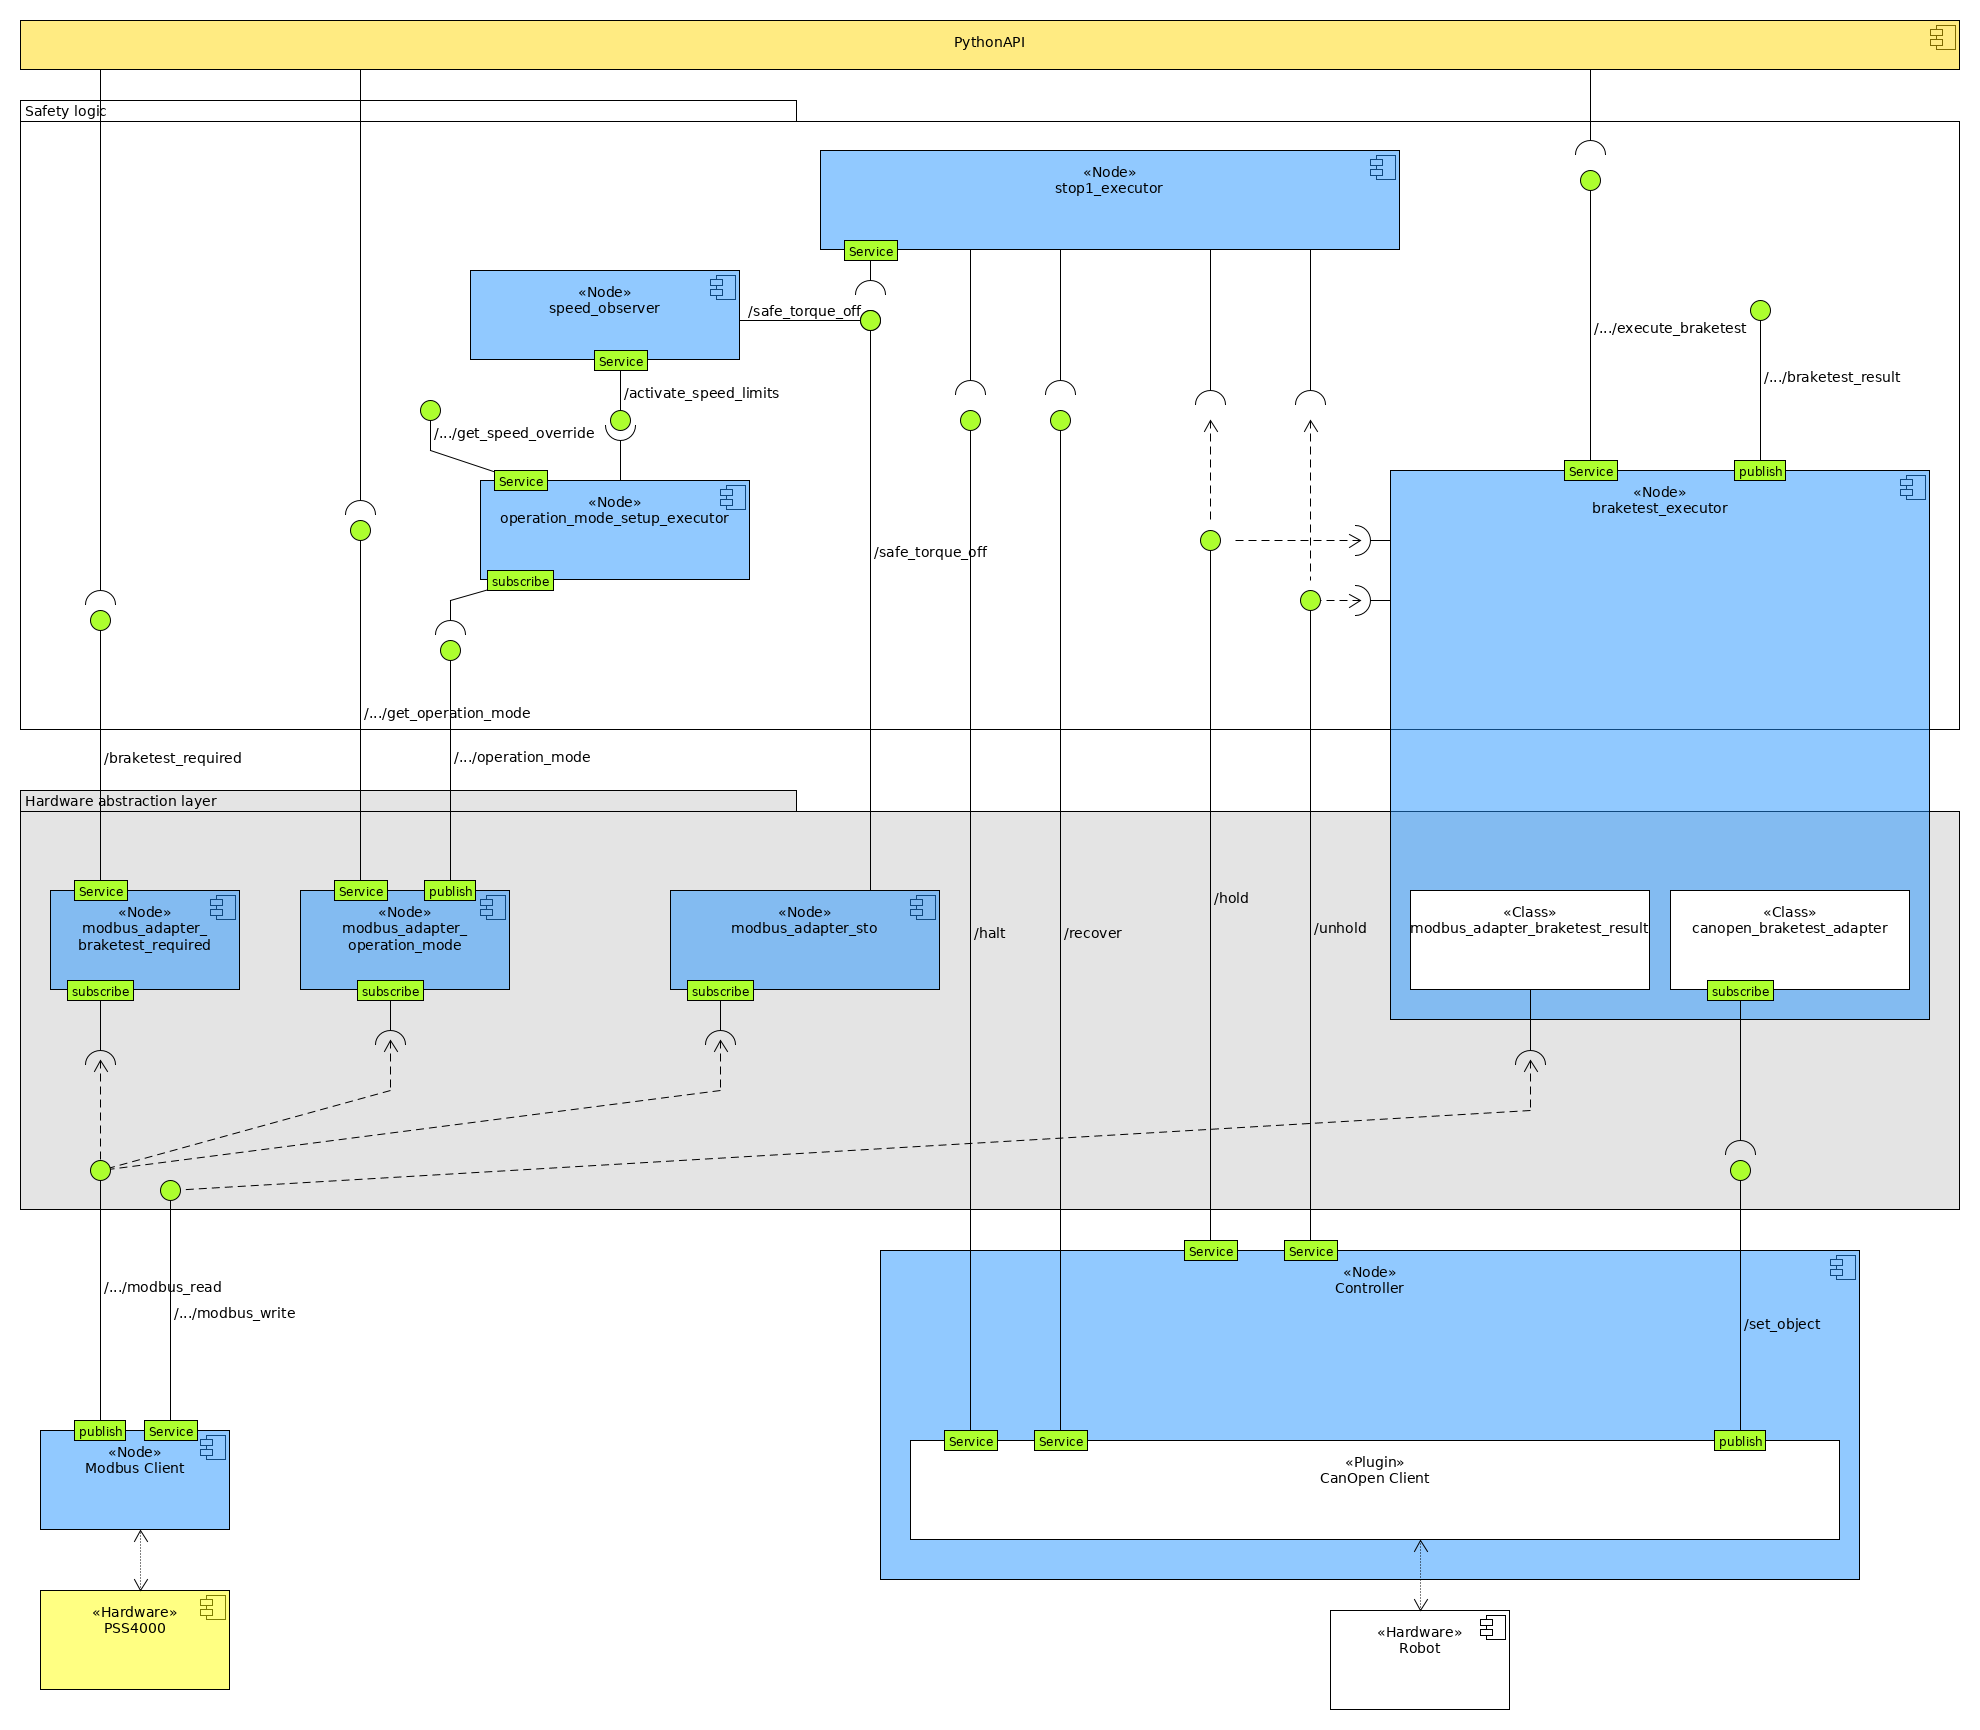 PythonAPI
Safety logic
«Node»
stop1_executor
Service
«Node»
speed_observer
/safe_torque_off
Service
/activate_speed_limits
/.../get_speed_override
Service
«Node»
operation_mode_setup_executor
subscribe
/safe_torque_off
/.../execute_braketest
/.../braketest_result
Service
publish
«Node»
braketest_executor
/.../get_operation_mode
/braketest_required
/.../operation_mode
Hardware abstraction layer
Service
«Node»
modbus_adapter_
braketest_required
subscribe
Service
publish
«Node»
modbus_adapter_
operation_mode
subscribe
«Node»
modbus_adapter_sto
subscribe
/halt
/recover
/hold
/unhold
«Class»
modbus_adapter_braketest_result
«Class»
canopen_braketest_adapter
subscribe
/.../modbus_read
/.../modbus_write
Service
Service
«Node»
Controller
/set_object
publish
Service
«Node»
Modbus Client
Service
Service
publish
«Plugin»
CanOpen Client
«Hardware»
PSS4000
«Hardware»
Robot